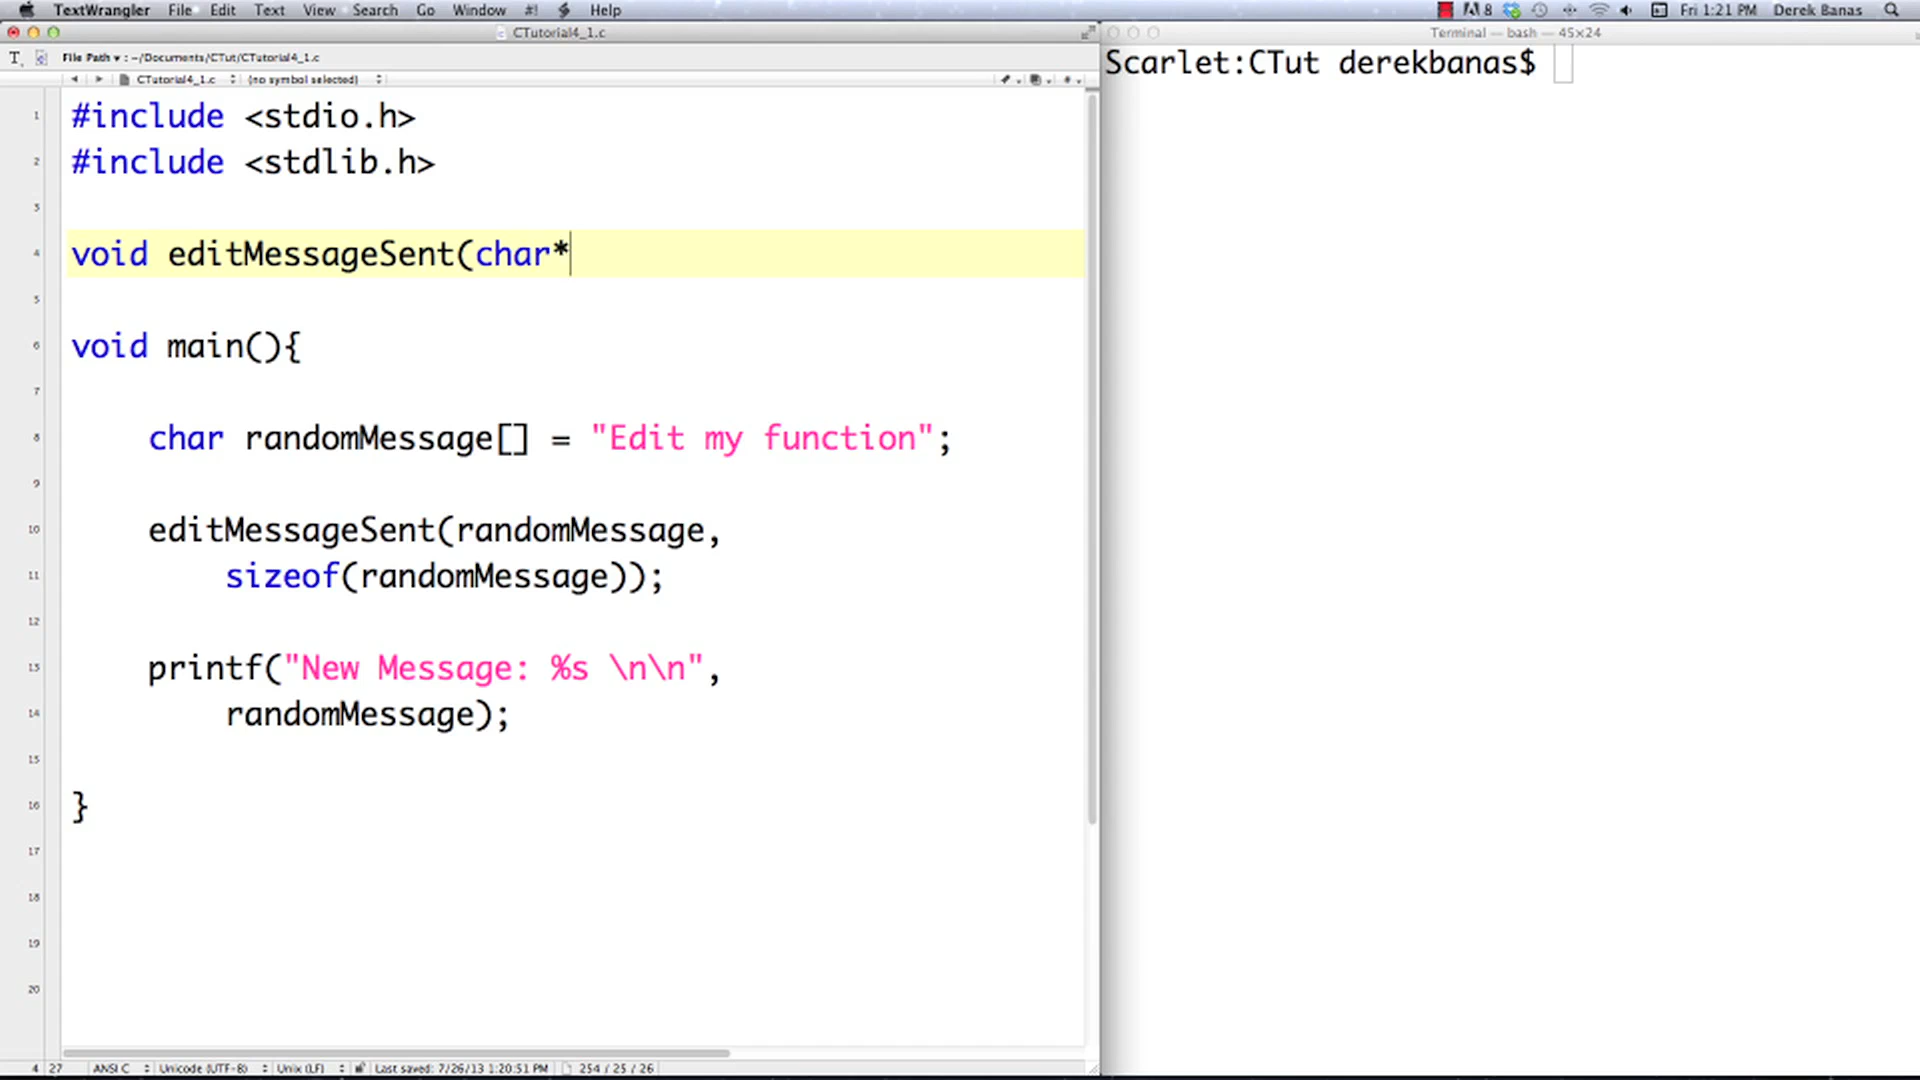 TextWrangler File Edit Text View Search Go Window #! Help 8 Fri 1:21 PM Derek Banas
CTutorial4_1.c
File Path ▾ : ~/Documents/CTut/CTutorial4_1.c
CTutorial4_1.c (no symbol selected)
1 #include <stdio.h>
2 #include <stdlib.h>
3
4 void editMessageSent(char*
5
6 void main(){
7
8 char randomMessage[] = "Edit my function";
9
10 editMessageSent(randomMessage,
11 sizeof(randomMessage));
12
13 printf("New Message: %s \n\n",
14 randomMessage);
15
16 }
17
18
19
20
4 27 ANSI C Unicode (UTF-8) Unix (LF) Last saved: 7/26/13 1:20:51 PM 254 / 25 / 26
Terminal — bash — 45×24
Scarlet:CTut derekbanas$